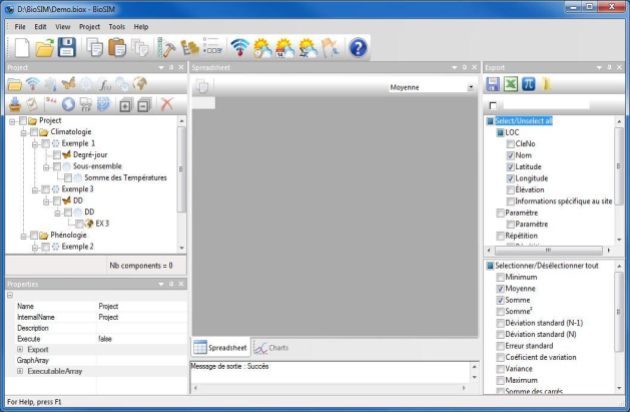 D:\BioSIM\Demo.biox - BioSIM
File Edit View Project Tools Help
Project
Spreadsheet
Export
Moyenne
Project
Climatologie
Exemple 1
Degré-jour
Sous-ensemble
Somme des Températures
Exemple 3
DD
DD
EX 3
Phénologie
Exemple 2
Nb components = 0
Properties
Name Project
InternalName Project
Description
Execute false
Export
GraphArray
ExecutableArray
Spreadsheet Charts
Message de sortie : Succès
Select/Unselect all
LOC
CleNo
Nom
Latitude
Longitude
Élévation
Informations spécifique au site
Paramètre
Paramètre
Répétition
Selectionner/Désélectionner tout
Minimum
Moyenne
Somme
Somme²
Déviation standard (N-1)
Déviation standard (N)
Erreur standard
Coéficient de variation
Variance
Maximum
Somme des carrés
For Help, press F1